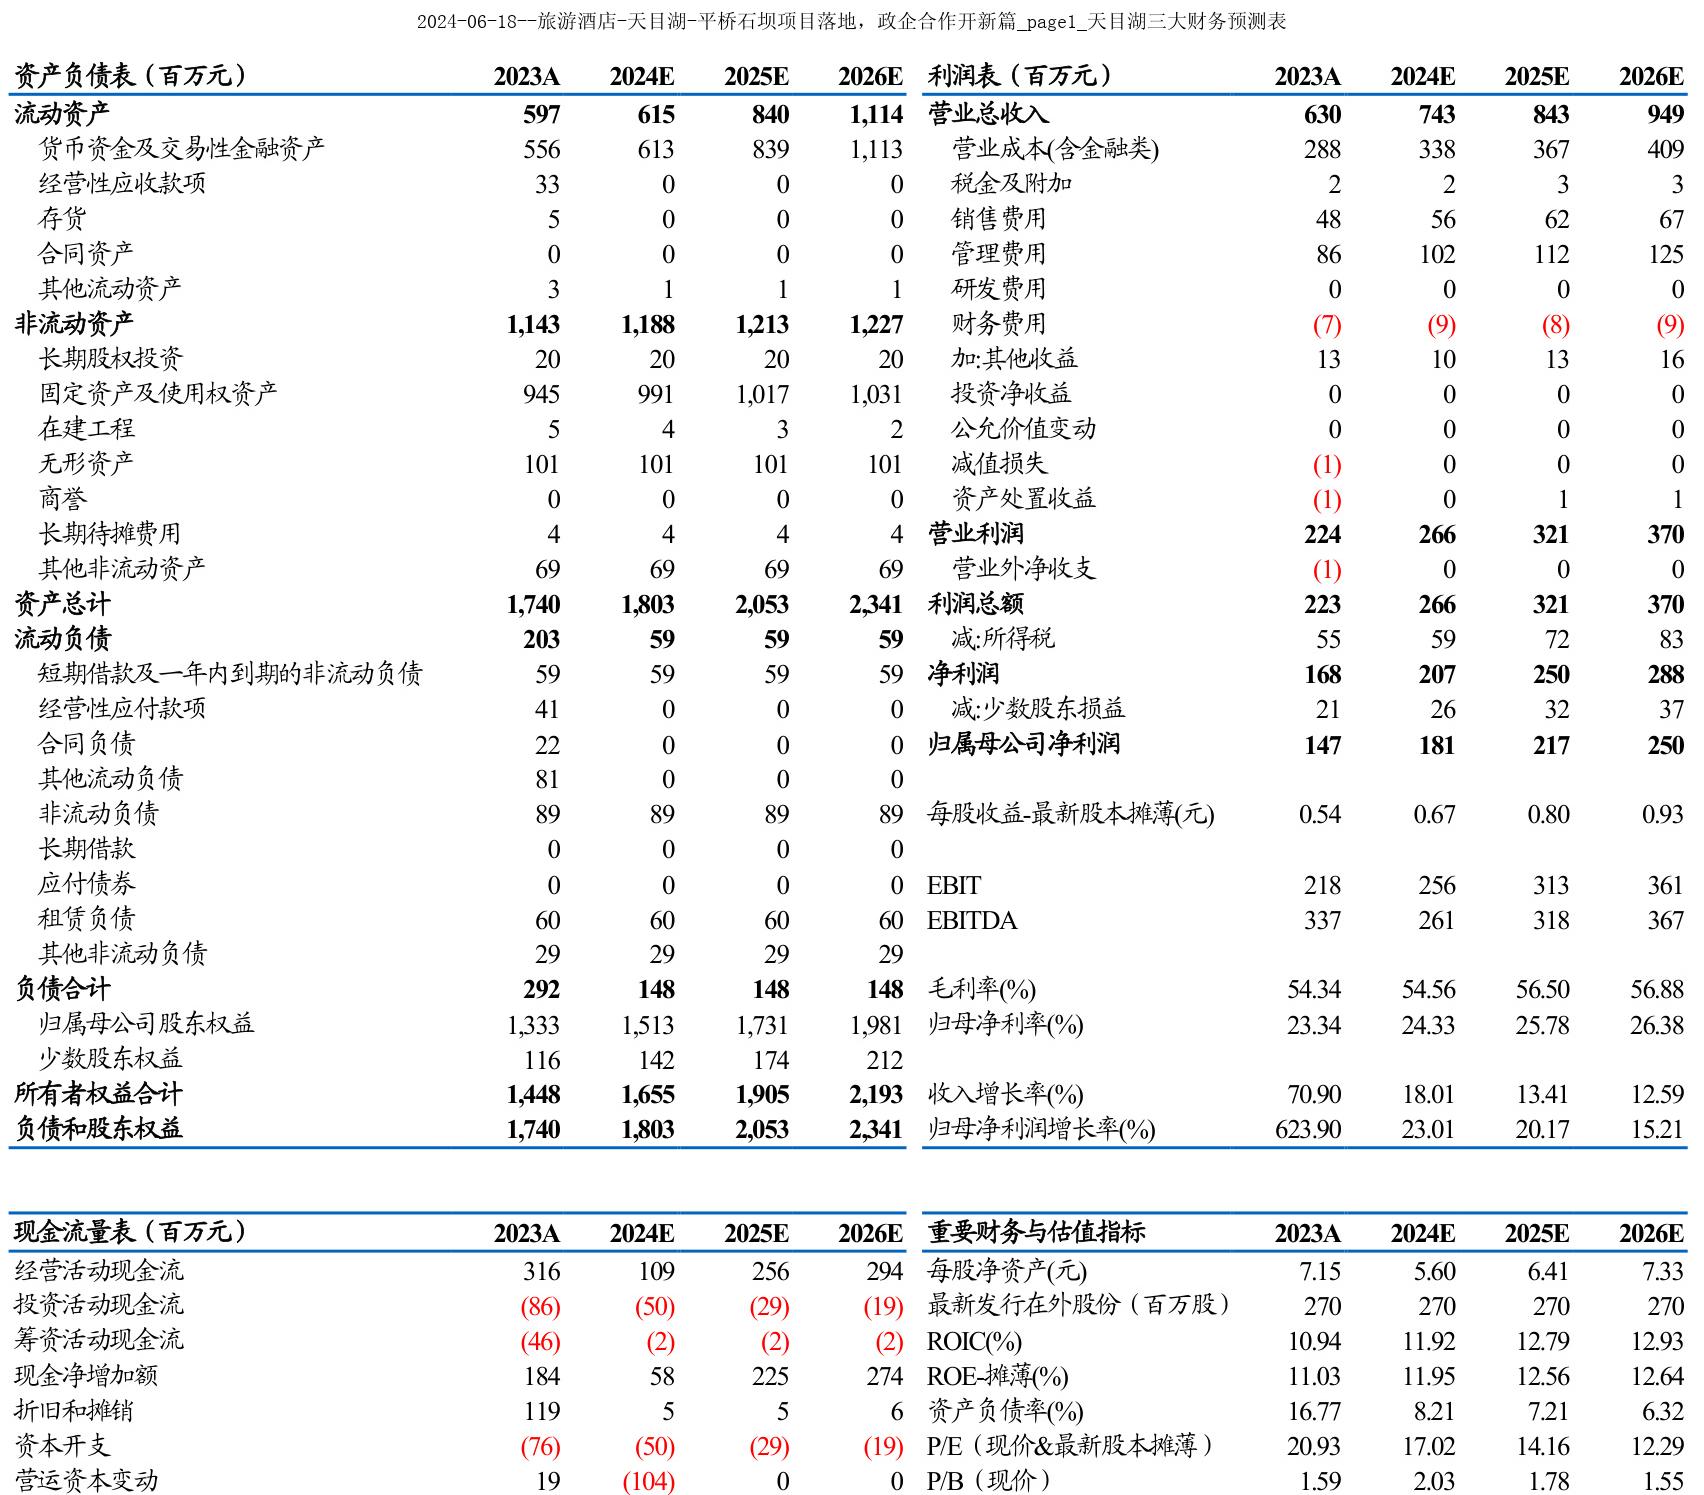 2024-06-18--旅游酒店-天目湖-平桥石坝项目落地，政企合作开新篇_page1_天目湖三大财务预测表
资产负债表（百万元） 2023A 2024E 2025E 2026E
流动资产 597 615 840 1,114
货币资金及交易性金融资产 556 613 839 1,113
经营性应收款项 33 0 0 0
存货 5 0 0 0
合同资产 0 0 0 0
其他流动资产 3 1 1 1
非流动资产 1,143 1,188 1,213 1,227
长期股权投资 20 20 20 20
固定资产及使用权资产 945 991 1,017 1,031
在建工程 5 4 3 2
无形资产 101 101 101 101
商誉 0 0 0 0
长期待摊费用 4 4 4 4
其他非流动资产 69 69 69 69
资产总计 1,740 1,803 2,053 2,341
流动负债 203 59 59 59
短期借款及一年内到期的非流动负债 59 59 59 59
经营性应付款项 41 0 0 0
合同负债 22 0 0 0
其他流动负债 81 0 0 0
非流动负债 89 89 89 89
长期借款 0 0 0 0
应付债券 0 0 0 0
租赁负债 60 60 60 60
其他非流动负债 29 29 29 29
负债合计 292 148 148 148
归属母公司股东权益 1,333 1,513 1,731 1,981
少数股东权益 116 142 174 212
所有者权益合计 1,448 1,655 1,905 2,193
负债和股东权益 1,740 1,803 2,053 2,341
利润表（百万元） 2023A 2024E 2025E 2026E
营业总收入 630 743 843 949
营业成本(含金融类) 288 338 367 409
税金及附加 2 2 3 3
销售费用 48 56 62 67
管理费用 86 102 112 125
研发费用 0 0 0 0
财务费用 (7) (9) (8) (9)
加:其他收益 13 10 13 16
投资净收益 0 0 0 0
公允价值变动 0 0 0 0
减值损失 (1) 0 0 0
资产处置收益 (1) 0 1 1
营业利润 224 266 321 370
营业外净收支 (1) 0 0 0
利润总额 223 266 321 370
减:所得税 55 59 72 83
净利润 168 207 250 288
减:少数股东损益 21 26 32 37
归属母公司净利润 147 181 217 250
每股收益-最新股本摊薄(元) 0.54 0.67 0.80 0.93
EBIT 218 256 313 361
EBITDA 337 261 318 367
毛利率(%) 54.34 54.56 56.50 56.88
归母净利率(%) 23.34 24.33 25.78 26.38
收入增长率(%) 70.90 18.01 13.41 12.59
归母净利润增长率(%) 623.90 23.01 20.17 15.21
现金流量表（百万元） 2023A 2024E 2025E 2026E
经营活动现金流 316 109 256 294
投资活动现金流 (86) (50) (29) (19)
筹资活动现金流 (46) (2) (2) (2)
现金净增加额 184 58 225 274
折旧和摊销 119 5 5 6
资本开支 (76) (50) (29) (19)
营运资本变动 19 (104) 0 0
重要财务与估值指标 2023A 2024E 2025E 2026E
每股净资产(元) 7.15 5.60 6.41 7.33
最新发行在外股份（百万股） 270 270 270 270
ROIC(%) 10.94 11.92 12.79 12.93
ROE-摊薄(%) 11.03 11.95 12.56 12.64
资产负债率(%) 16.77 8.21 7.21 6.32
P/E（现价&最新股本摊薄） 20.93 17.02 14.16 12.29
P/B（现价） 1.59 2.03 1.78 1.55